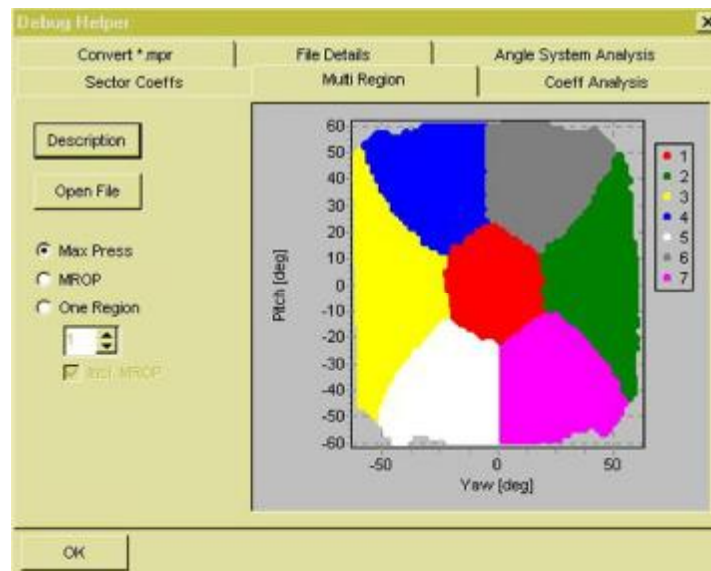 Debug Helper
Convert *.mpr
File Details
Angle System Analysis
Sector Coeffs
Multi Region
Coeff Analysis
Description
Open File
Max Press
MROP
One Region
1
Incl. MROP
60
50
40
30
20
10
0
-10
-20
-30
-40
-50
-60
Pitch [deg]
-50
0
50
Yaw [deg]
1
2
3
4
5
6
7
OK